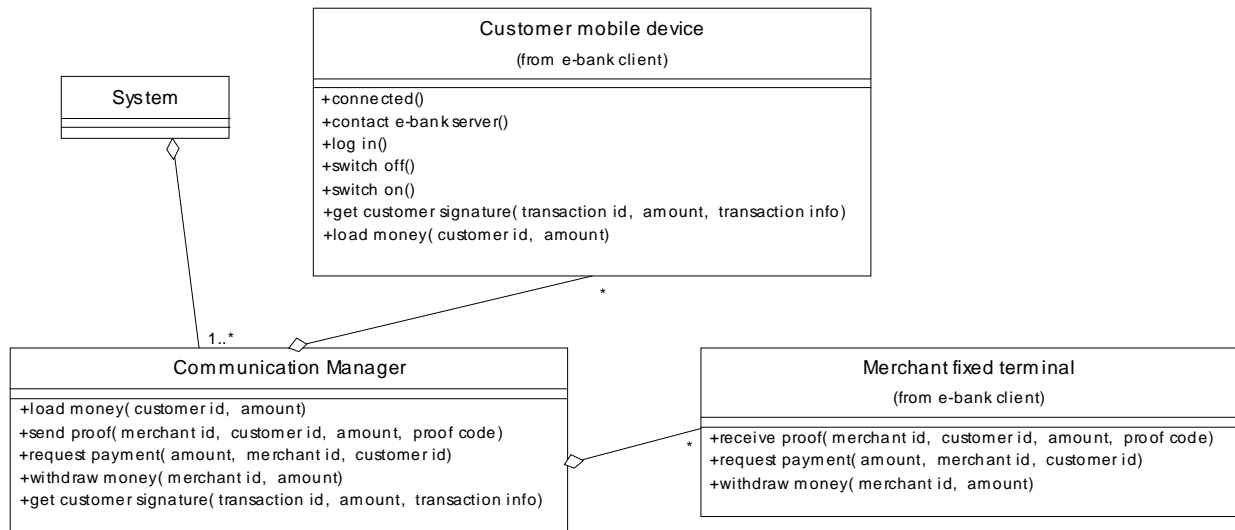 Customer mobile device
(from e-bank client)
+connected()
+contact e-bank server()
+log in()
+switch off()
+switch on()
+get customer signature( transaction id, amount, transaction info)
+load money( customer id, amount)
System
*
1..*
Communication Manager
+load money( customer id, amount)
+send proof( merchant id, customer id, amount, proof code)
+request payment( amount, merchant id, customer id)
+withdraw money( merchant id, amount)
+get customer signature( transaction id, amount, transaction info)
*
Merchant fixed terminal
(from e-bank client)
+receive proof( merchant id, customer id, amount, proof code)
+request payment( amount, merchant id, customer id)
+withdraw money( merchant id, amount)